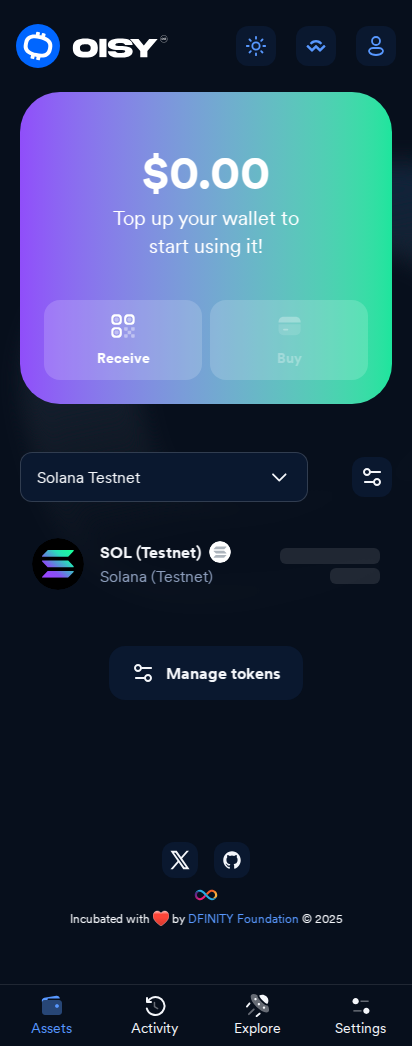 OISY
$0.00
Top up your wallet to
start using it!
Receive
Buy
Solana Testnet
SOL (Testnet)
Solana (Testnet)
Manage tokens
Incubated with ❤️ by DFINITY Foundation © 2025
Assets
Activity
Explore
Settings